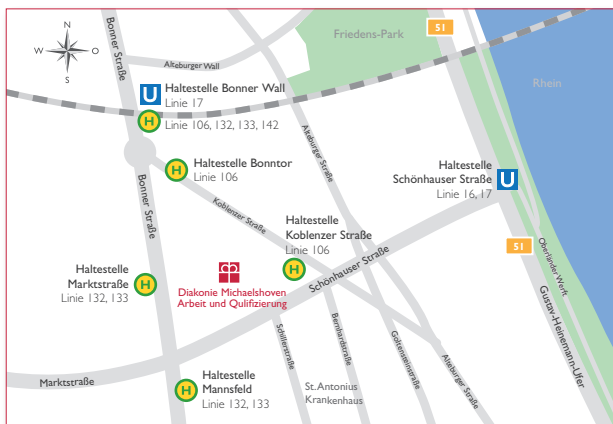 N
W
O
S
Bonner Straße
Alteburger Wall
Friedens-Park
51
Rhein
U
Haltestelle Bonner Wall
Linie 17
H
Linie 106, 132, 133, 142
Alteburger Straße
H
Haltestelle Bonntor
Linie 106
Haltestelle
Schönhauser Straße
Linie 16, 17
U
Bonner Straße
Koblenzer Straße
Haltestelle
Koblenzer Straße
Linie 106
H
51
Oberländer Werft
Haltestelle
Marktstraße
Linie 132, 133
H
Diakonie Michaelshoven
Arbeit und Qulifizierung
Schönhauser Straße
Gustav-Heinemann-Ufer
Schillerstraße
Bernhardstraße
Goltensteinstraße
Alteburger Straße
Marktstraße
H
Haltestelle
Mannsfeld
Linie 132, 133
St. Antonius
Krankenhaus